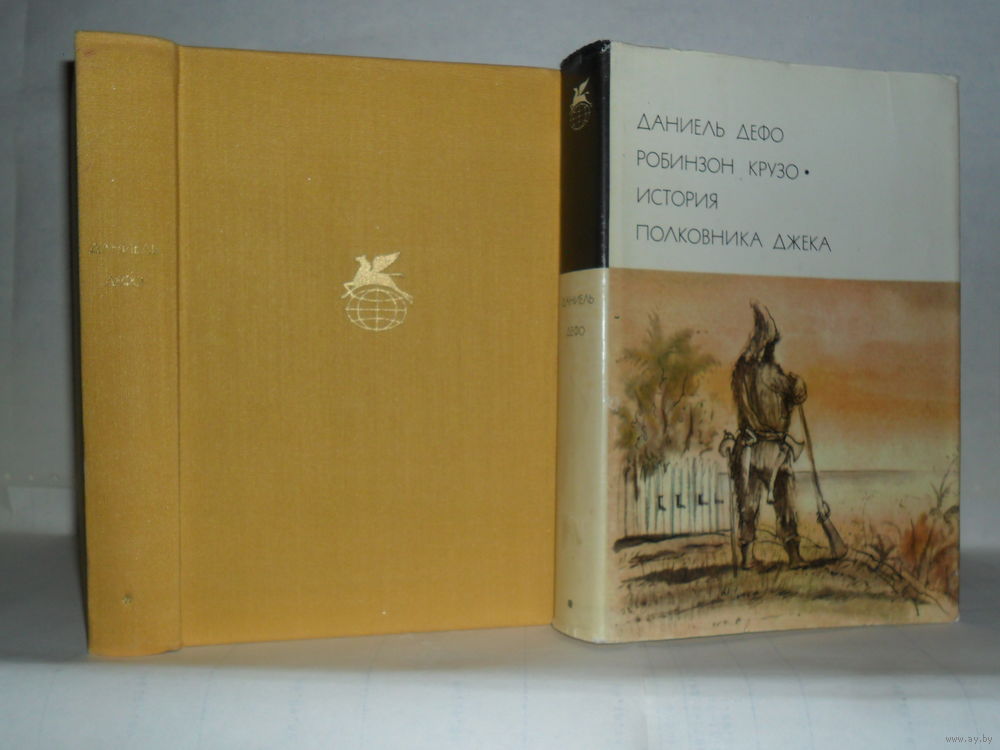 ДАНИЕЛЬ
ДЕФО
ДАНИЕЛЬ ДЕФО
РОБИНЗОН КРУЗО •
ИСТОРИЯ
ПОЛКОВНИКА ДЖЕКА
ДАНИЕЛЬ
ДЕФО
www.ay.by